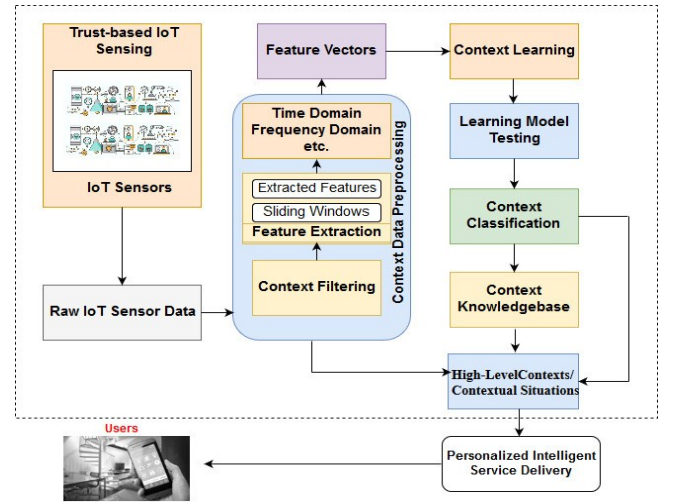 Trust-based IoT
Sensing
IoT Sensors
Raw IoT Sensor Data
Feature Vectors
Time Domain
Frequency Domain
etc.
Extracted Features
Sliding Windows
Feature Extraction
Context Filtering
Context Data Preprocessing
Context Learning
Learning Model
Testing
Context
Classification
Context
Knowledgebase
High-LevelContexts/
Contextual Situations
Personalized Intelligent
Service Delivery
Users